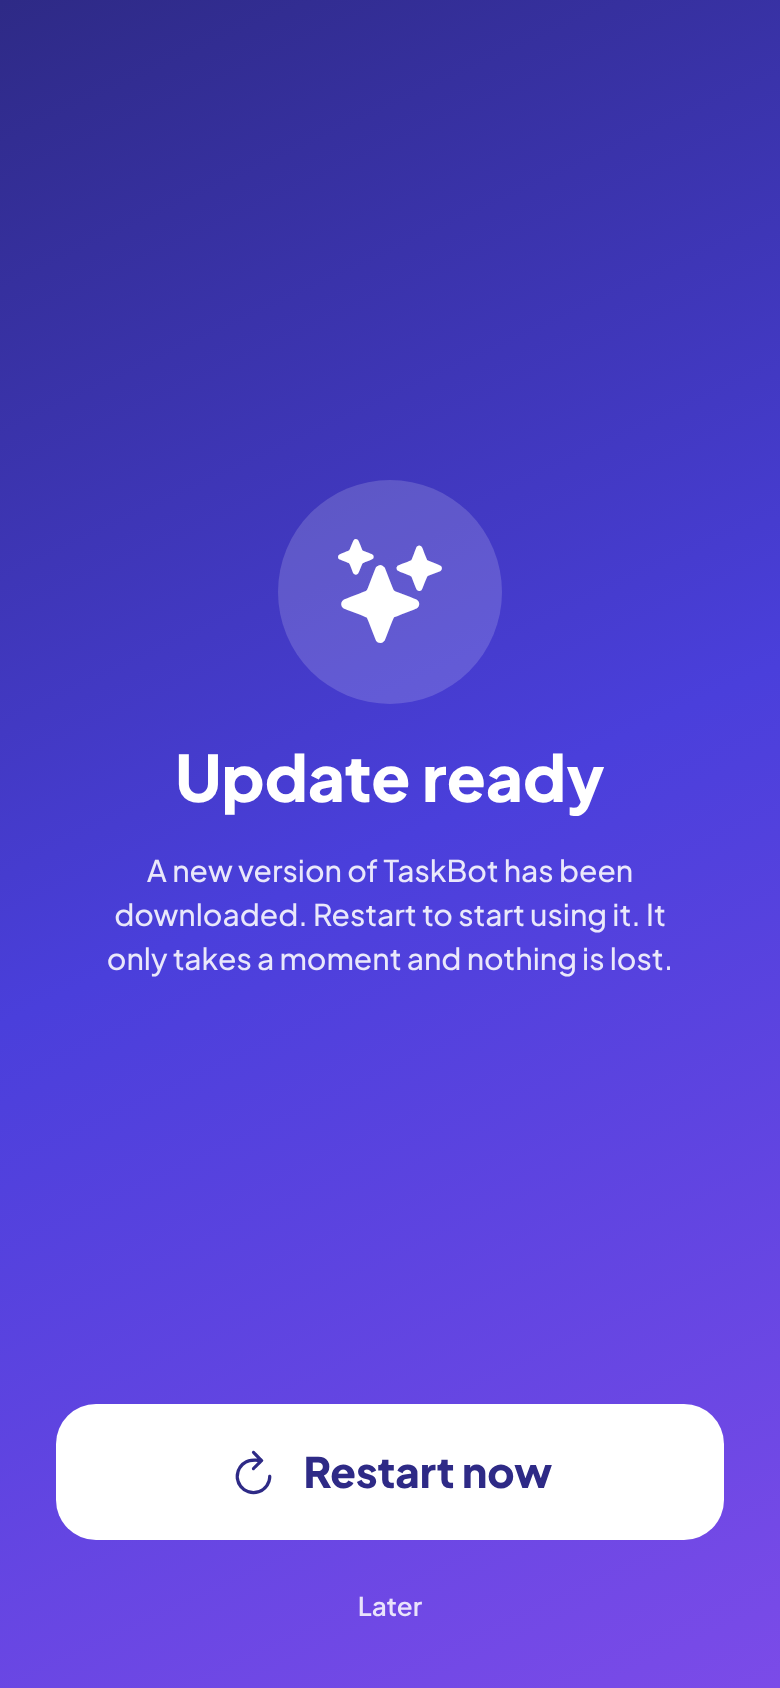 Update ready
A new version of TaskBot has been
downloaded. Restart to start using it. It
only takes a moment and nothing is lost.
Restart now
Later